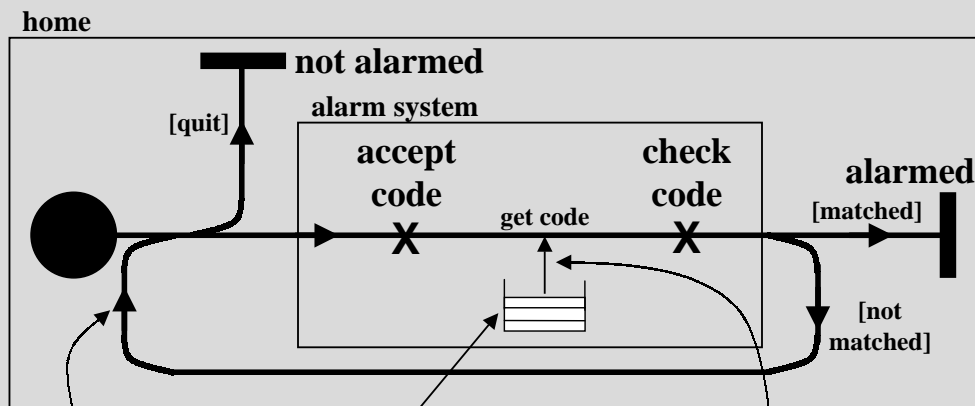 home
not alarmed
alarm system
[quit]
accept
code
check
code
alarmed
get code
[matched]
X
X
[not
matched]